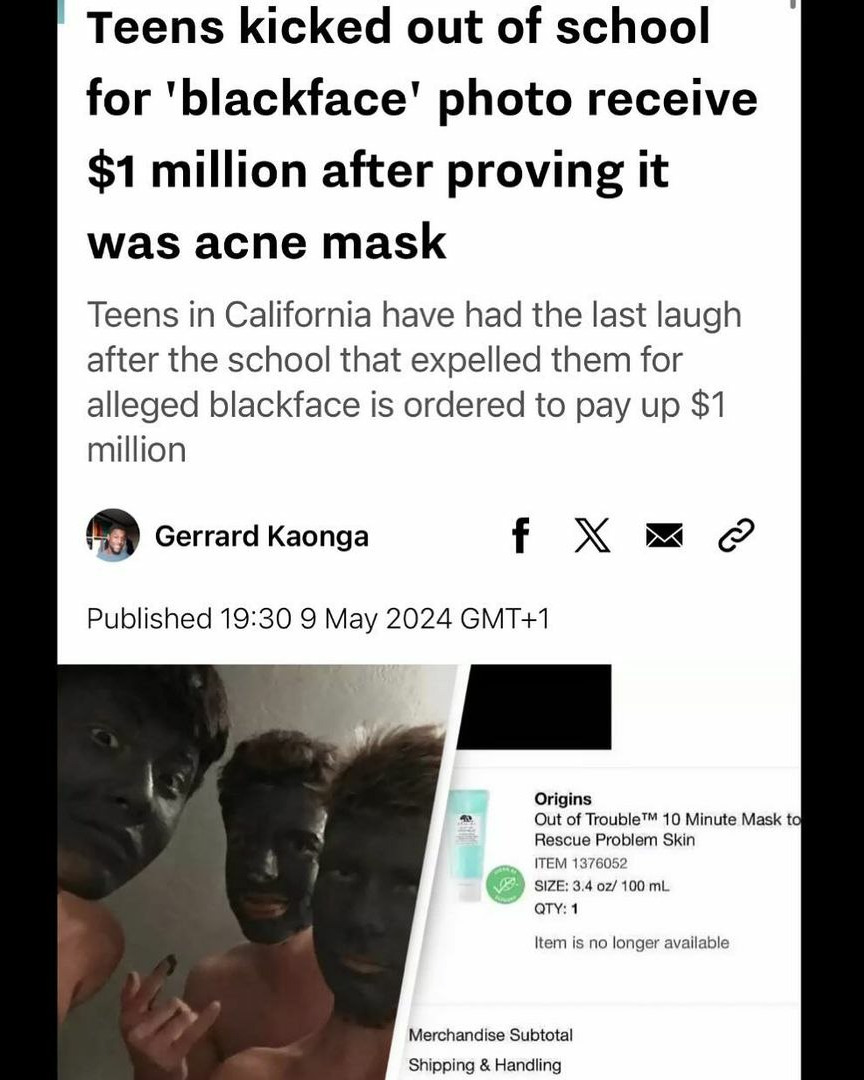 Teens kicked out of school
for 'blackface' photo receive
$1 million after proving it
was acne mask
Teens in California have had the last laugh
after the school that expelled them for
alleged blackface is ordered to pay up $1
million
Gerrard Kaonga
Published 19:30 9 May 2024 GMT+1
Origins
Out of Trouble™ 10 Minute Mask to
Rescue Problem Skin
ITEM 1376052
SIZE: 3.4 oz/ 100 mL
QTY: 1
Item is no longer available
Merchandise Subtotal
Shipping & Handling